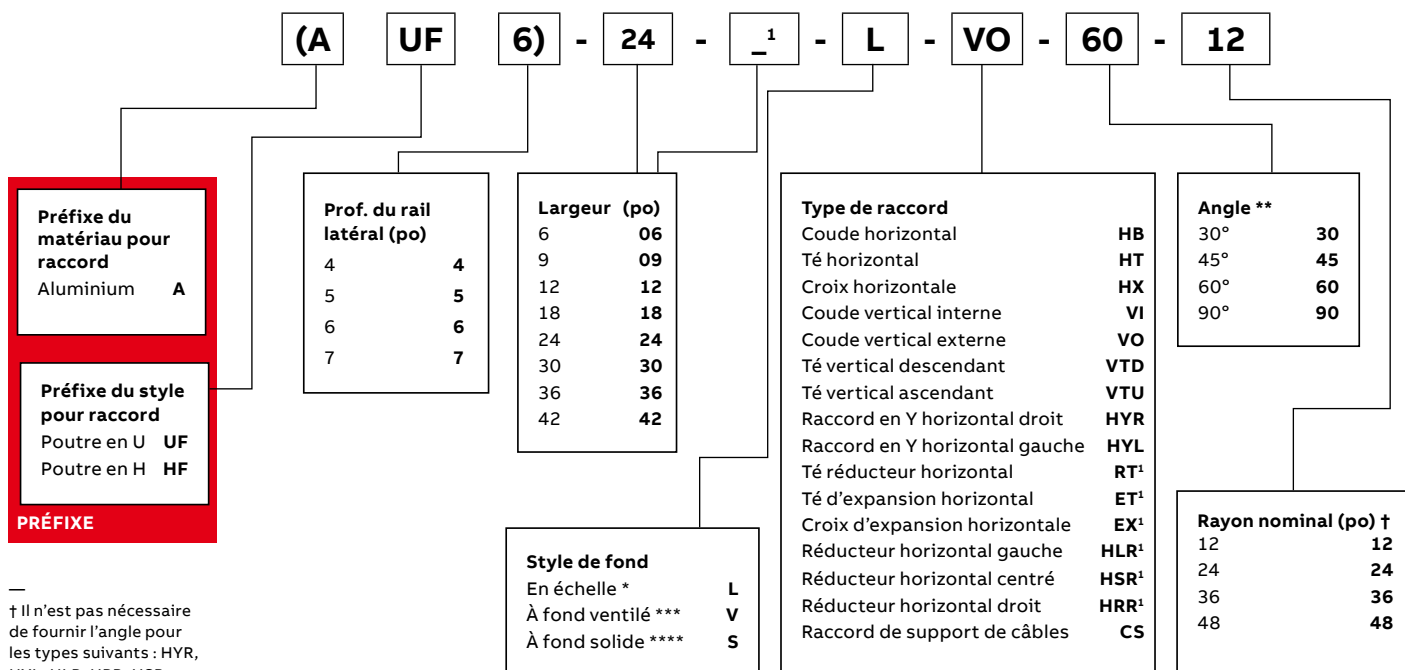 (A UF 6) - 24 - _¹ - L - VO - 60 - 12
Préfixe du
matériau pour
raccord
Aluminium A
Préfixe du style
pour raccord
Poutre en U UF
Poutre en H HF
PRÉFIXE
Prof. du rail
latéral (po)
4 4
5 5
6 6
7 7
Largeur (po)
6 06
9 09
12 12
18 18
24 24
30 30
36 36
42 42
Style de fond
En échelle * L
À fond ventilé *** V
À fond solide **** S
Type de raccord
Coude horizontal HB
Té horizontal HT
Croix horizontale HX
Coude vertical interne VI
Coude vertical externe VO
Té vertical descendant VTD
Té vertical ascendant VTU
Raccord en Y horizontal droit HYR
Raccord en Y horizontal gauche HYL
Té réducteur horizontal RT¹
Té d'expansion horizontal ET¹
Croix d'expansion horizontale EX¹
Réducteur horizontal gauche HLR¹
Réducteur horizontal centré HSR¹
Réducteur horizontal droit HRR¹
Raccord de support de câbles CS
Angle **
30° 30
45° 45
60° 60
90° 90
Rayon nominal (po) †
12 12
24 24
36 36
48 48
—
† Il n'est pas nécessaire
de fournir l'angle pour
les types suivants : HYR,